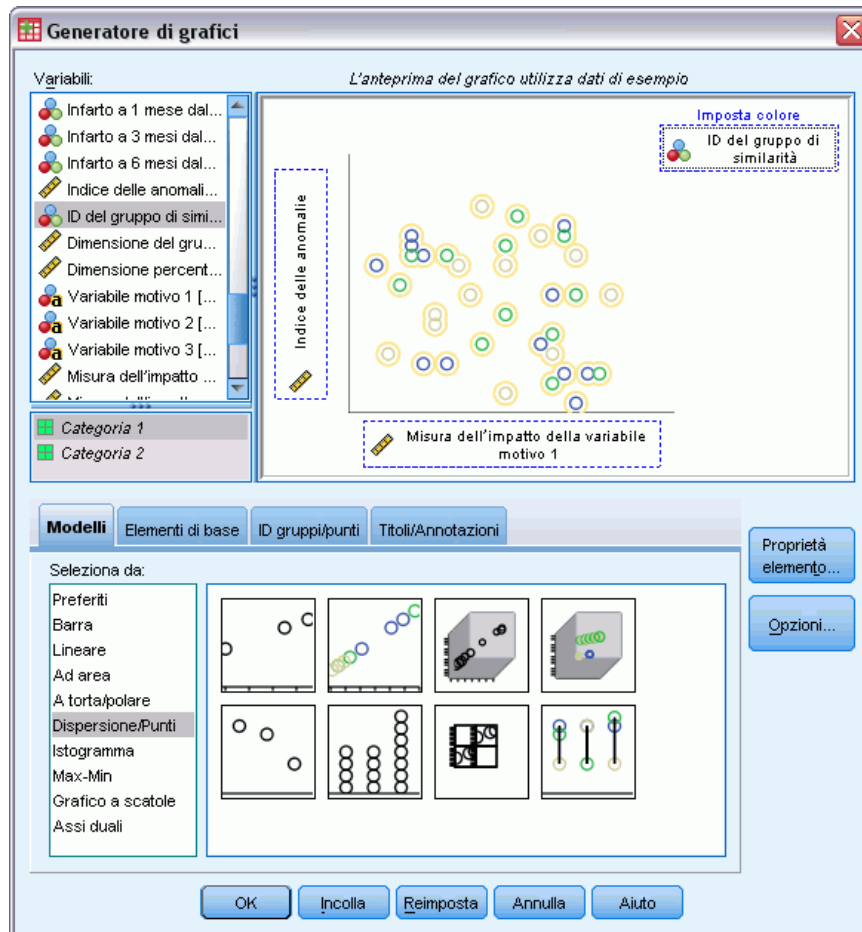 Generatore di grafici
Variabili:
L'anteprima del grafico utilizza dati di esempio
Infarto a 1 mese dal...
Infarto a 3 mesi dal...
Infarto a 6 mesi dal...
Indice delle anomali...
ID del gruppo di simi...
Dimensione del gru...
Dimensione percent...
Variabile motivo 1 [...
Variabile motivo 2 [...
Variabile motivo 3 [...
Misura dell'impatto ...
Categoria 1
Categoria 2
Imposta colore
ID del gruppo di
similarità
Indice delle anomalie
Misura dell'impatto della variabile
motivo 1
Modelli
Elementi di base
ID gruppi/punti
Titoli/Annotazioni
Seleziona da:
Preferiti
Barra
Lineare
Ad area
A torta/polare
Dispersione/Punti
Istogramma
Max-Min
Grafico a scatole
Assi duali
Proprietà
elemento...
Opzioni...
OK
Incolla
Reimposta
Annulla
Aiuto